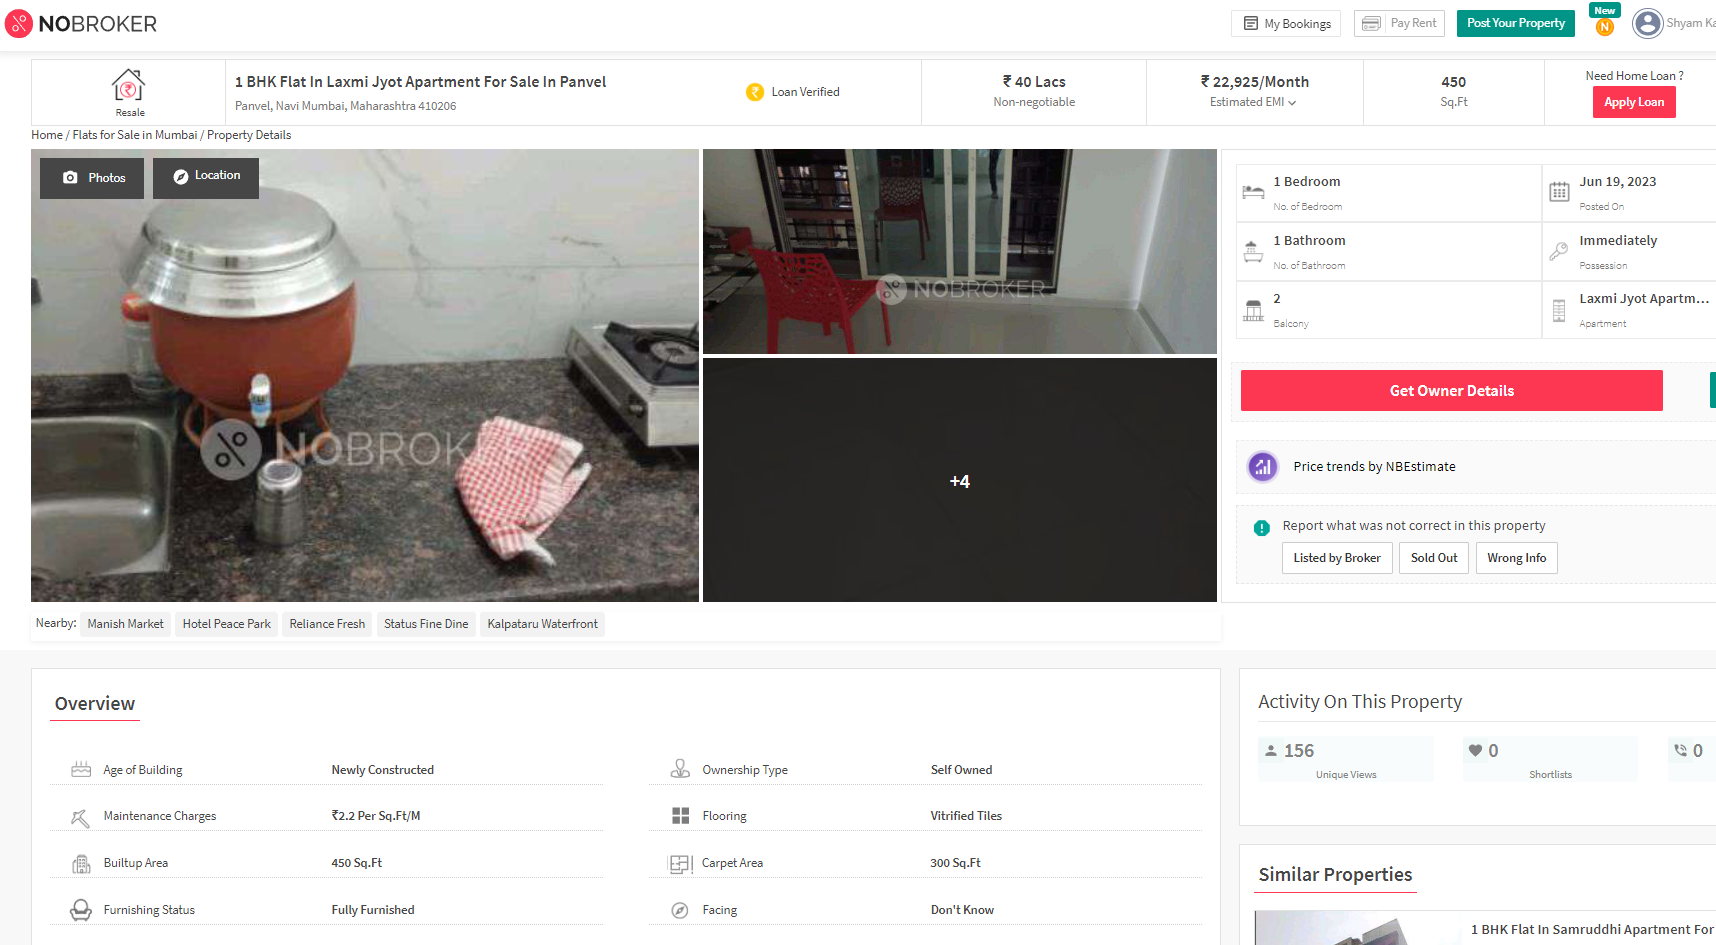 NOBROKER
My Bookings
Pay Rent
Post Your Property
New
N
Shyam Ka
Resale
1 BHK Flat In Laxmi Jyot Apartment For Sale In Panvel
Panvel, Navi Mumbai, Maharashtra 410206
Loan Verified
₹ 40 Lacs
Non-negotiable
₹ 22,925/Month
Estimated EMI
450
Sq.Ft
Need Home Loan ?
Apply Loan
Home / Flats for Sale in Mumbai / Property Details
Photos
Location
NOBROKER
NOBROKER
+4
1 Bedroom
No. of Bedroom
Jun 19, 2023
Posted On
1 Bathroom
No. of Bathroom
Immediately
Possession
2
Balcony
Laxmi Jyot Apartm...
Apartment
Get Owner Details
Price trends by NBEstimate
Report what was not correct in this property
Listed by Broker
Sold Out
Wrong Info
Nearby:
Manish Market
Hotel Peace Park
Reliance Fresh
Status Fine Dine
Kalpataru Waterfront
Overview
Age of Building
Newly Constructed
Ownership Type
Self Owned
Maintenance Charges
₹2.2 Per Sq.Ft/M
Flooring
Vitrified Tiles
Builtup Area
450 Sq.Ft
Carpet Area
300 Sq.Ft
Furnishing Status
Fully Furnished
Facing
Don't Know
Activity On This Property
156
Unique Views
0
Shortlists
0
Similar Properties
1 BHK Flat In Samruddhi Apartment For